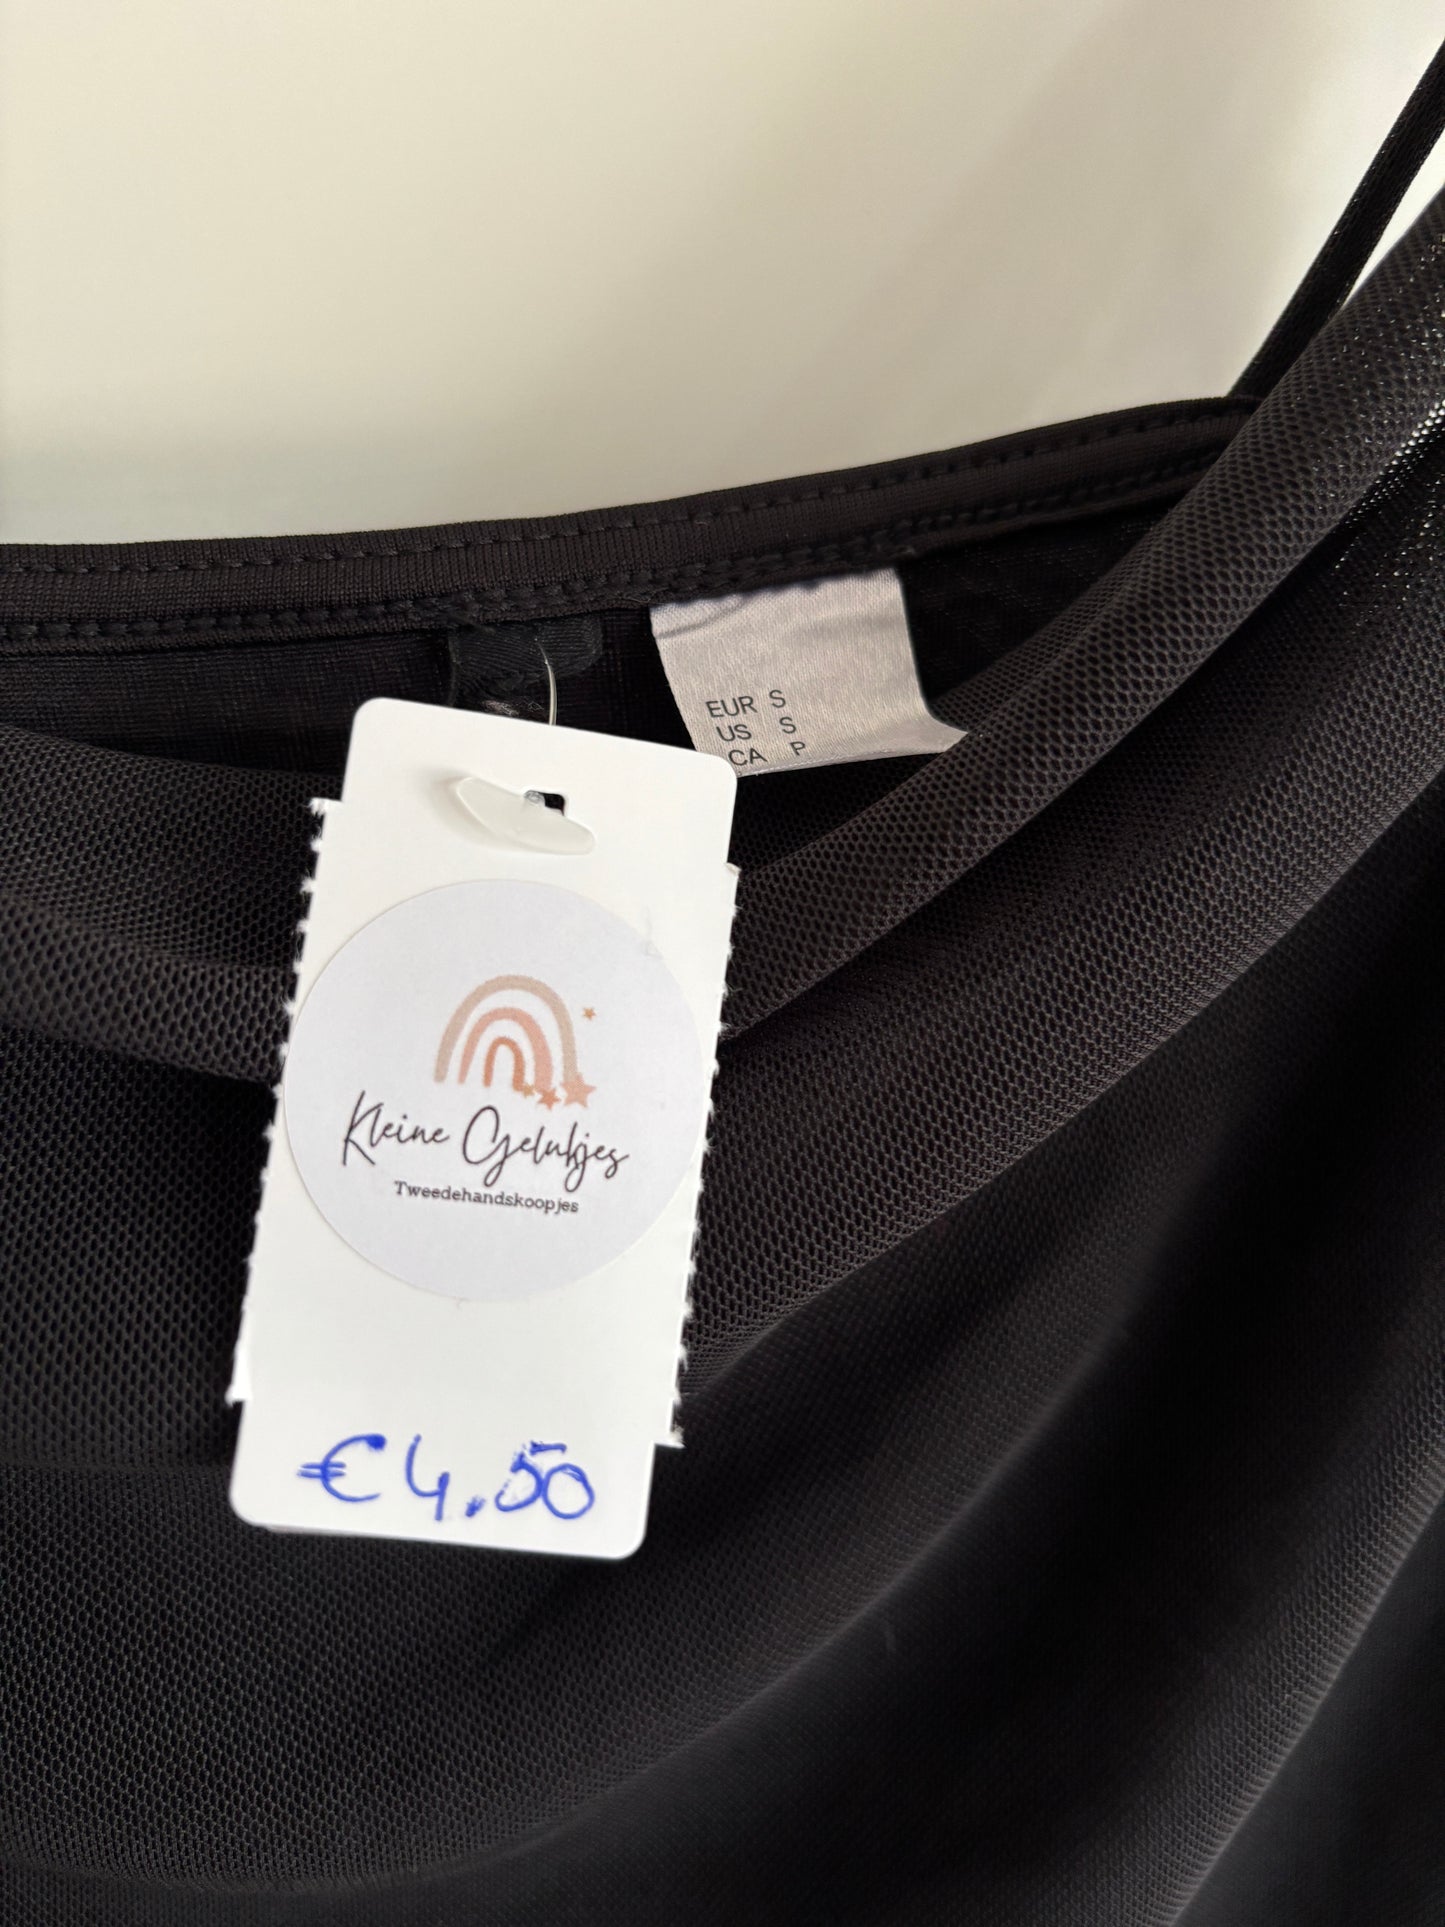 EUR S
US S
CA P
Kleine Gelukjes
Tweedehandskoopjes
€4,50